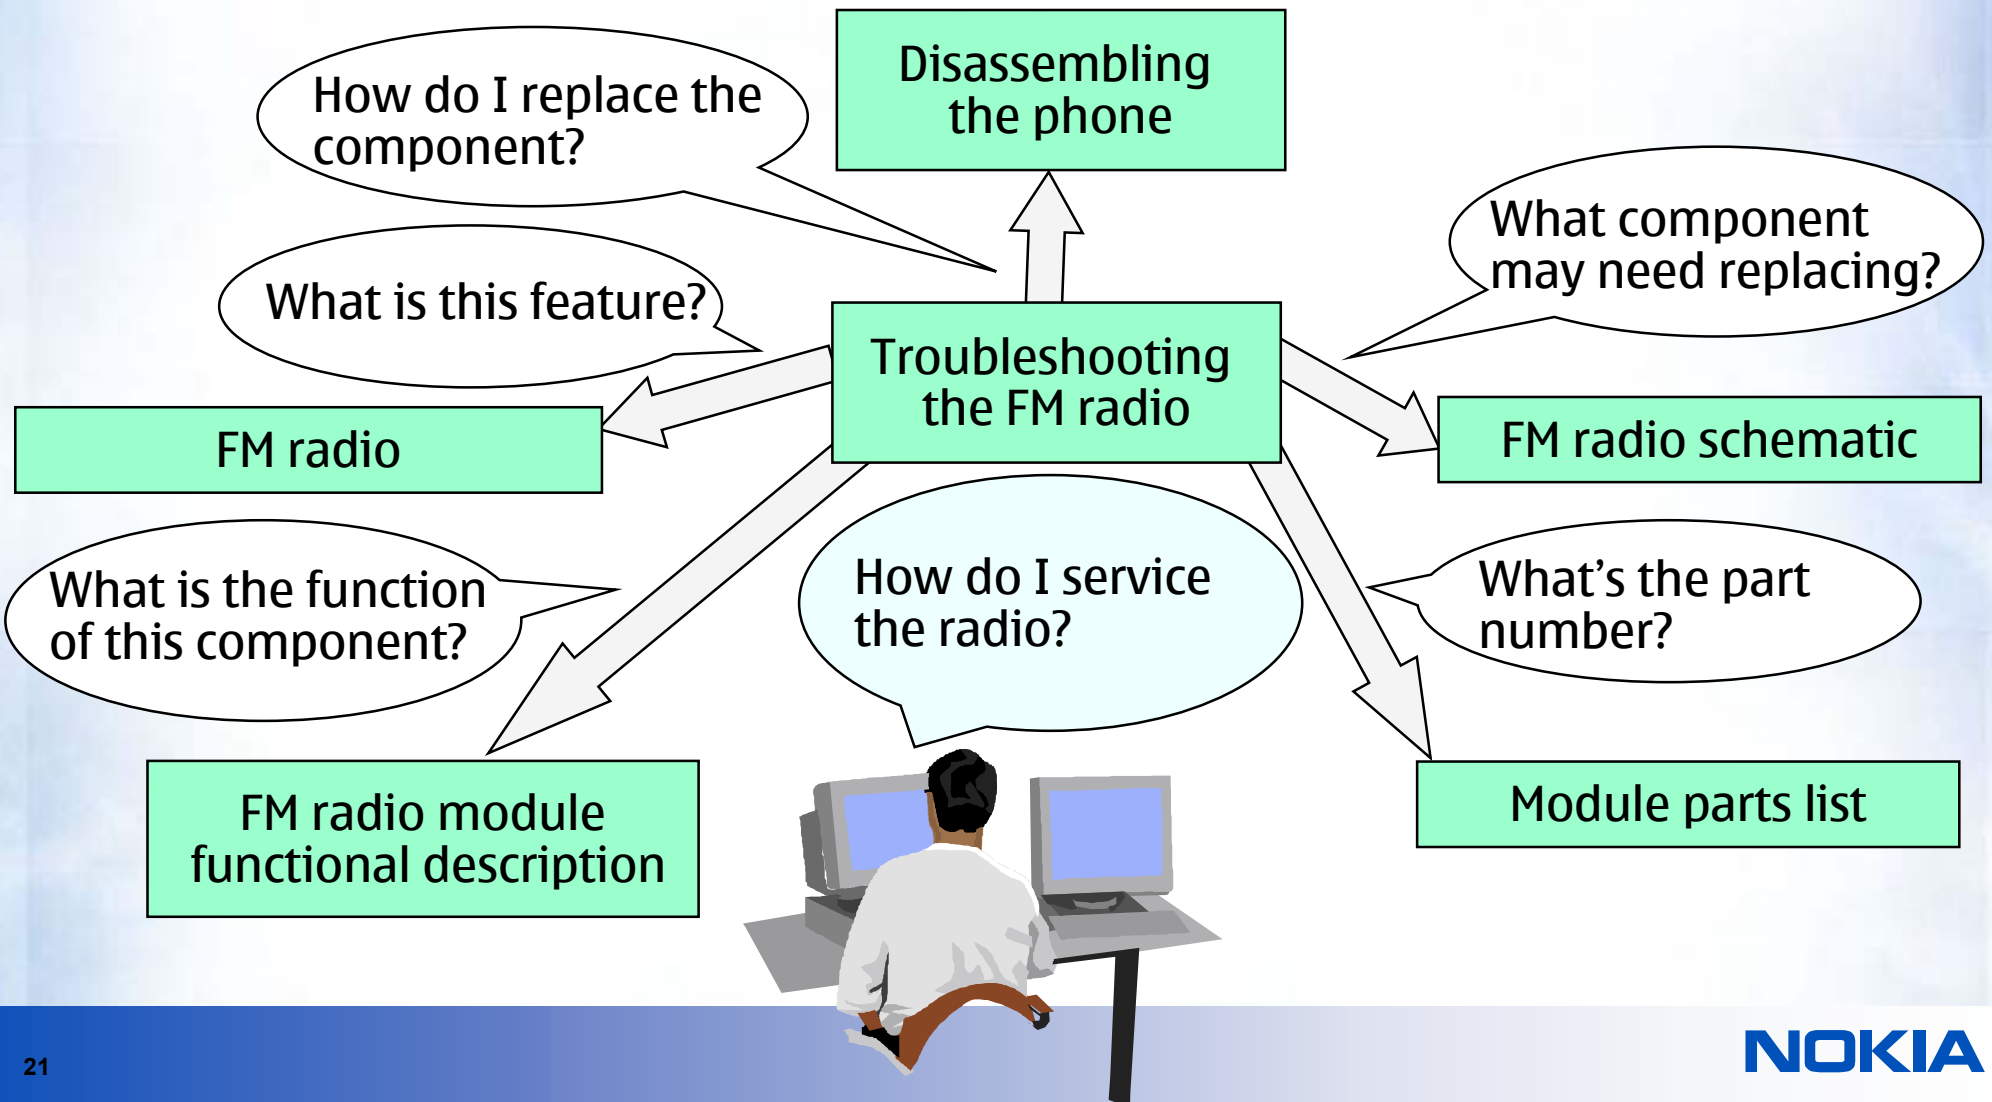 Disassembling
the phone
How do I replace the
component?
What component
may need replacing?
What is this feature?
Troubleshooting
the FM radio
FM radio
FM radio schematic
How do I service
the radio?
What is the function
of this component?
What’s the part
number?
FM radio module
functional description
Module parts list
21
NOKIA